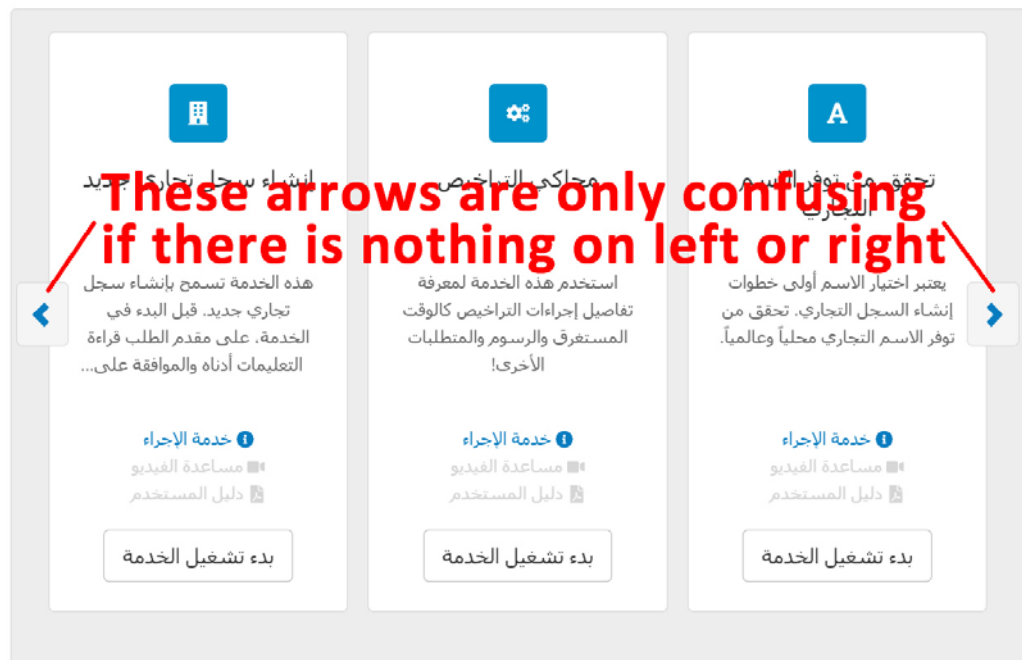 These arrows are only confusing
if there is nothing on left or right
A
تحقق من توفر الاسم
التجاري
يعتبر اختيار الاسم أولى خطوات
إنشاء السجل التجاري. تحقق من
توفر الاسم التجاري محلياً وعالمياً.
خدمة الإجراء
مساعدة الفيديو
دليل المستخدم
بدء تشغيل الخدمة
محاكي التراخيص
استخدم هذه الخدمة لمعرفة
تفاصيل إجراءات التراخيص كالوقت
المستغرق والرسوم والمتطلبات
الأخرى!
خدمة الإجراء
مساعدة الفيديو
دليل المستخدم
بدء تشغيل الخدمة
إنشاء سجل تجاري جديد
هذه الخدمة تسمح بإنشاء سجل
تجاري جديد. قبل البدء في
الخدمة، على مقدم الطلب قراءة
التعليمات أدناه والموافقة على...
خدمة الإجراء
مساعدة الفيديو
دليل المستخدم
بدء تشغيل الخدمة